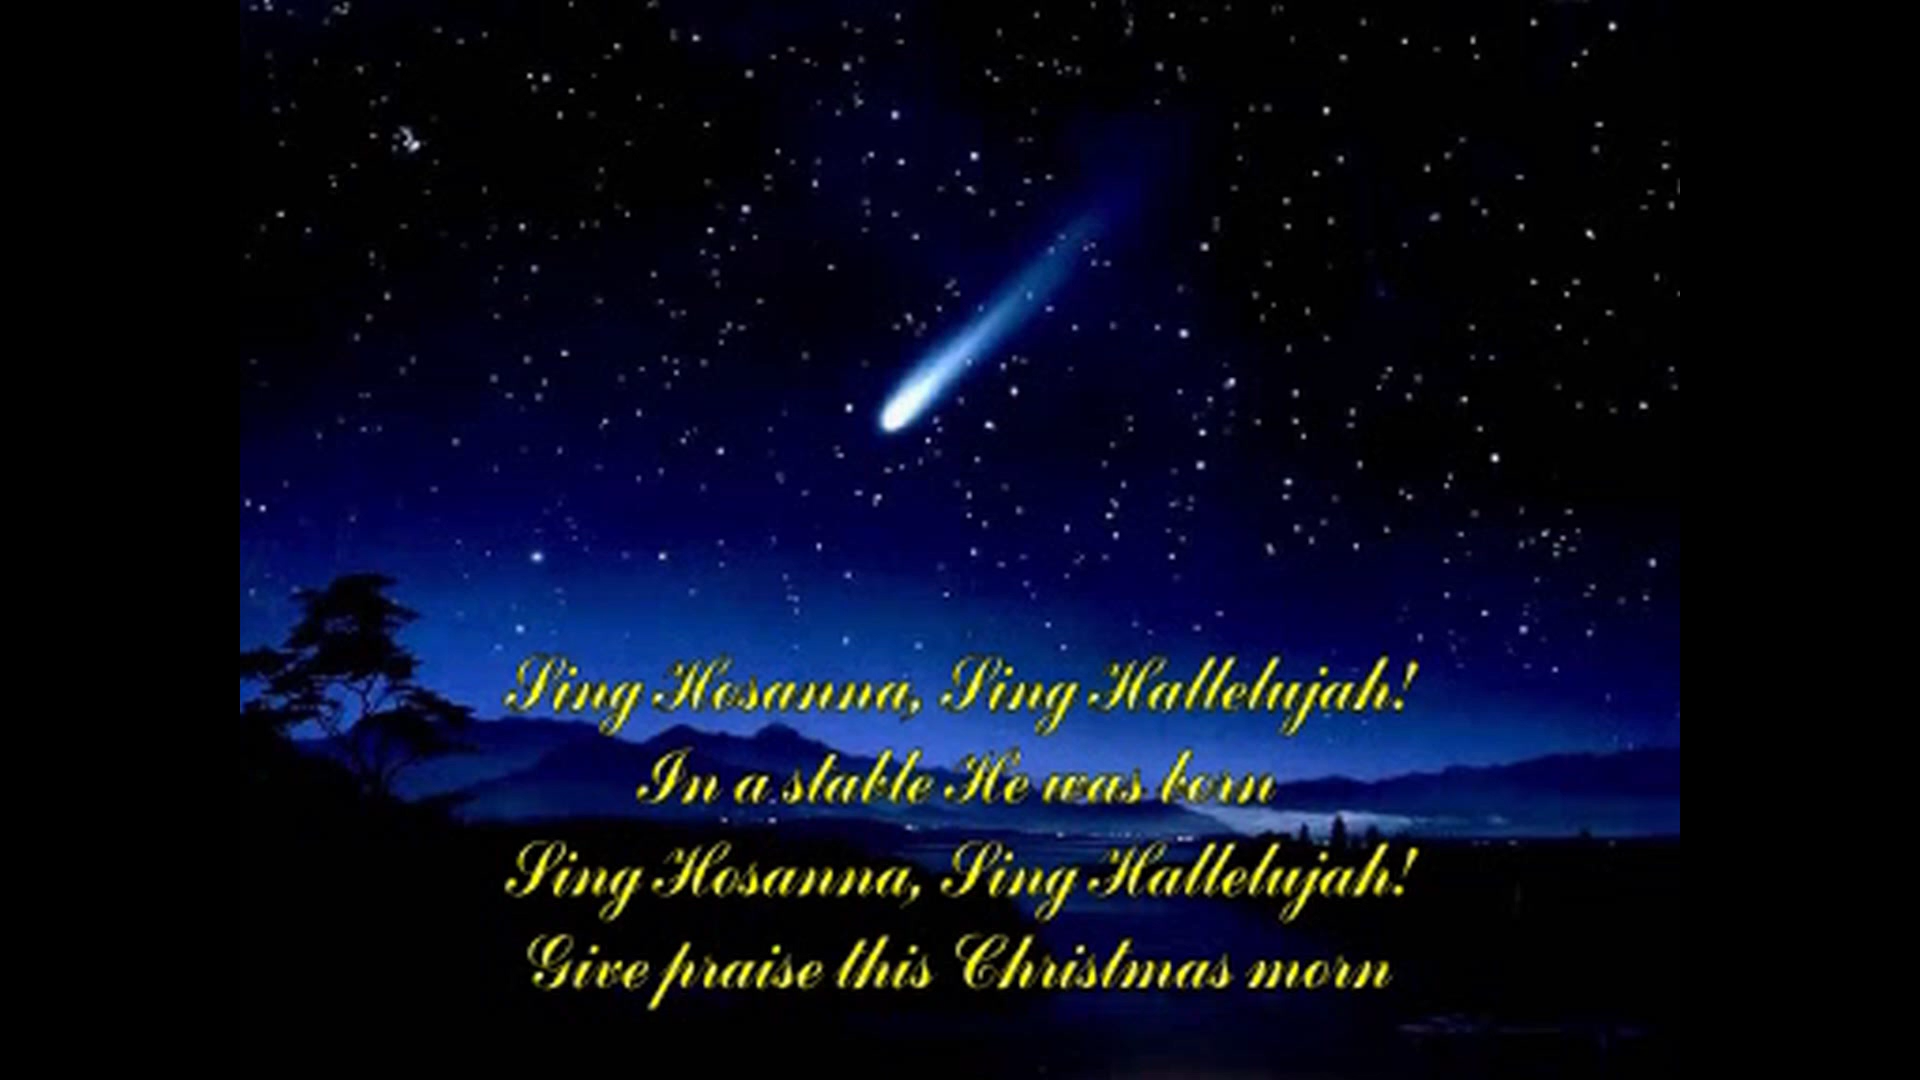 Sing Hosanna, Sing Hallelujah!
In a stable He was born
Sing Hosanna, Sing Hallelujah!
Give praise this Christmas morn